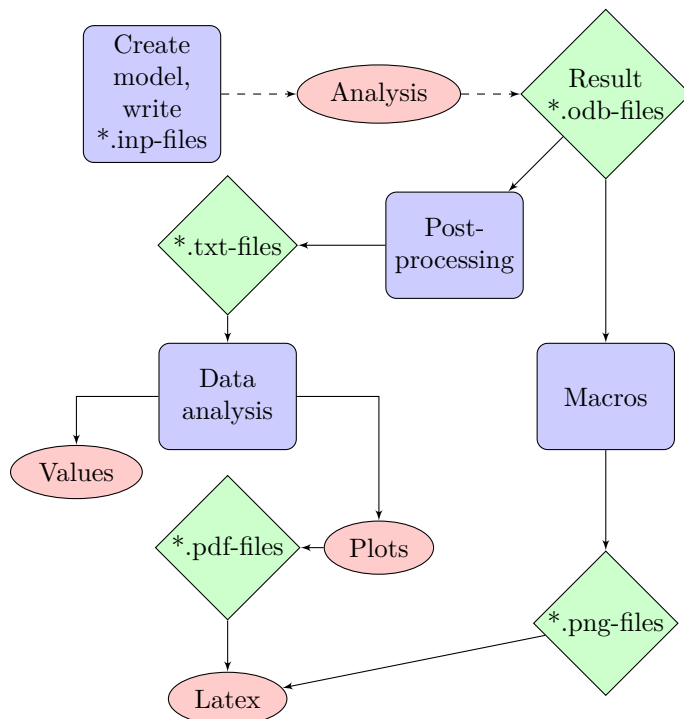 Create
model,
write
*.inp-files
Analysis
Result
*.odb-files
Post-
processing
*.txt-files
Data
analysis
Macros
Values
*.pdf-files
Plots
*.png-files
Latex